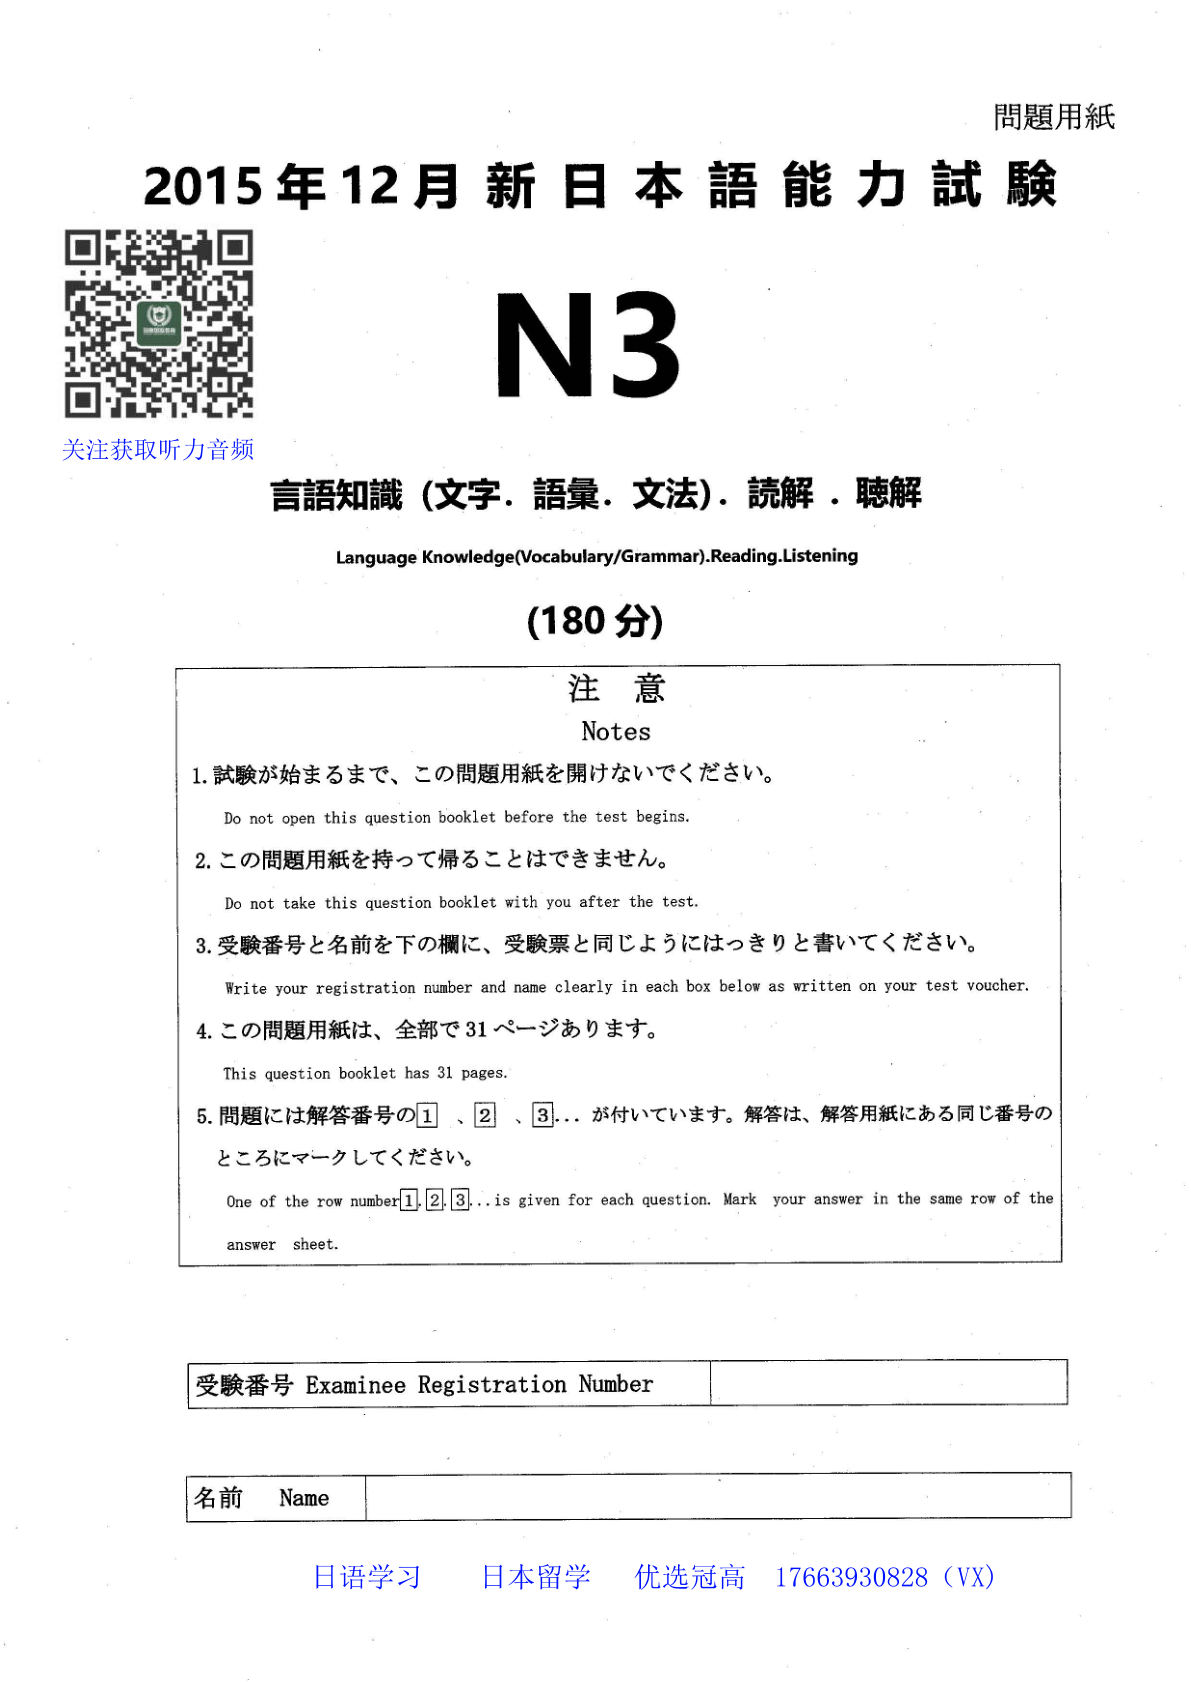 問題用紙
2015年12月新日本語能力試験
N3
关注获取听力音频
言語知識（文字．語彙．文法）．読解．聴解
Language Knowledge(Vocabulary/Grammar).Reading.Listening
(180分)
注 意
Notes
1.試験が始まるまで、この問題用紙を開けないでください。
Do not open this question booklet before the test begins.
2.この問題用紙を持って帰ることはできません。
Do not take this question booklet with you after the test.
3.受験番号と名前を下の欄に、受験票と同じようにはっきりと書いてください。
Write your registration number and name clearly in each box below as written on your test voucher.
4.この問題用紙は、全部で31ページあります。
This question booklet has 31 pages.
5.問題には解答番号の1、2、3...が付いています。解答は、解答用紙にある同じ番号の
ところにマークしてください。
One of the row number1.2.3...is given for each question. Mark your answer in the same row of the
answer sheet.
受験番号 Examinee Registration Number
名前 Name
日语学习 日本留学 优选冠高 17663930828（VX)